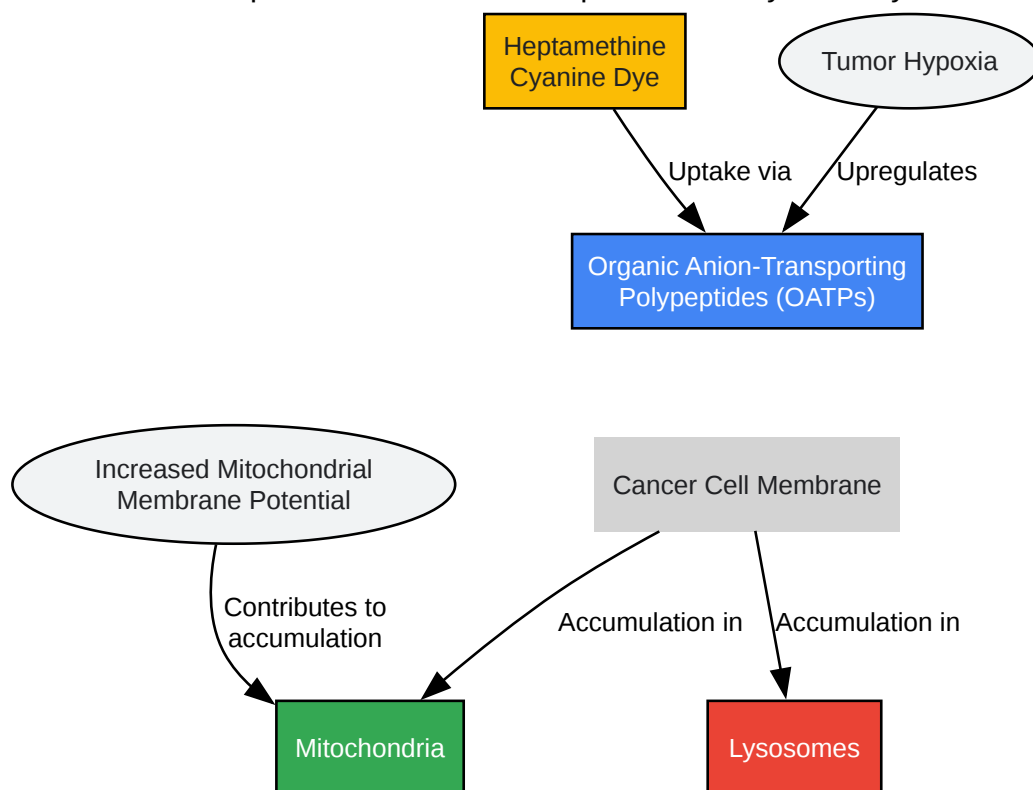 Heptamethine
Cyanine Dye
Tumor Hypoxia
Uptake via
Upregulates
Organic Anion-Transporting
Polypeptides (OATPs)
Increased Mitochondrial
Membrane Potential
Cancer Cell Membrane
Contributes to
accumulation
Accumulation in
Accumulation in
Mitochondria
Lysosomes